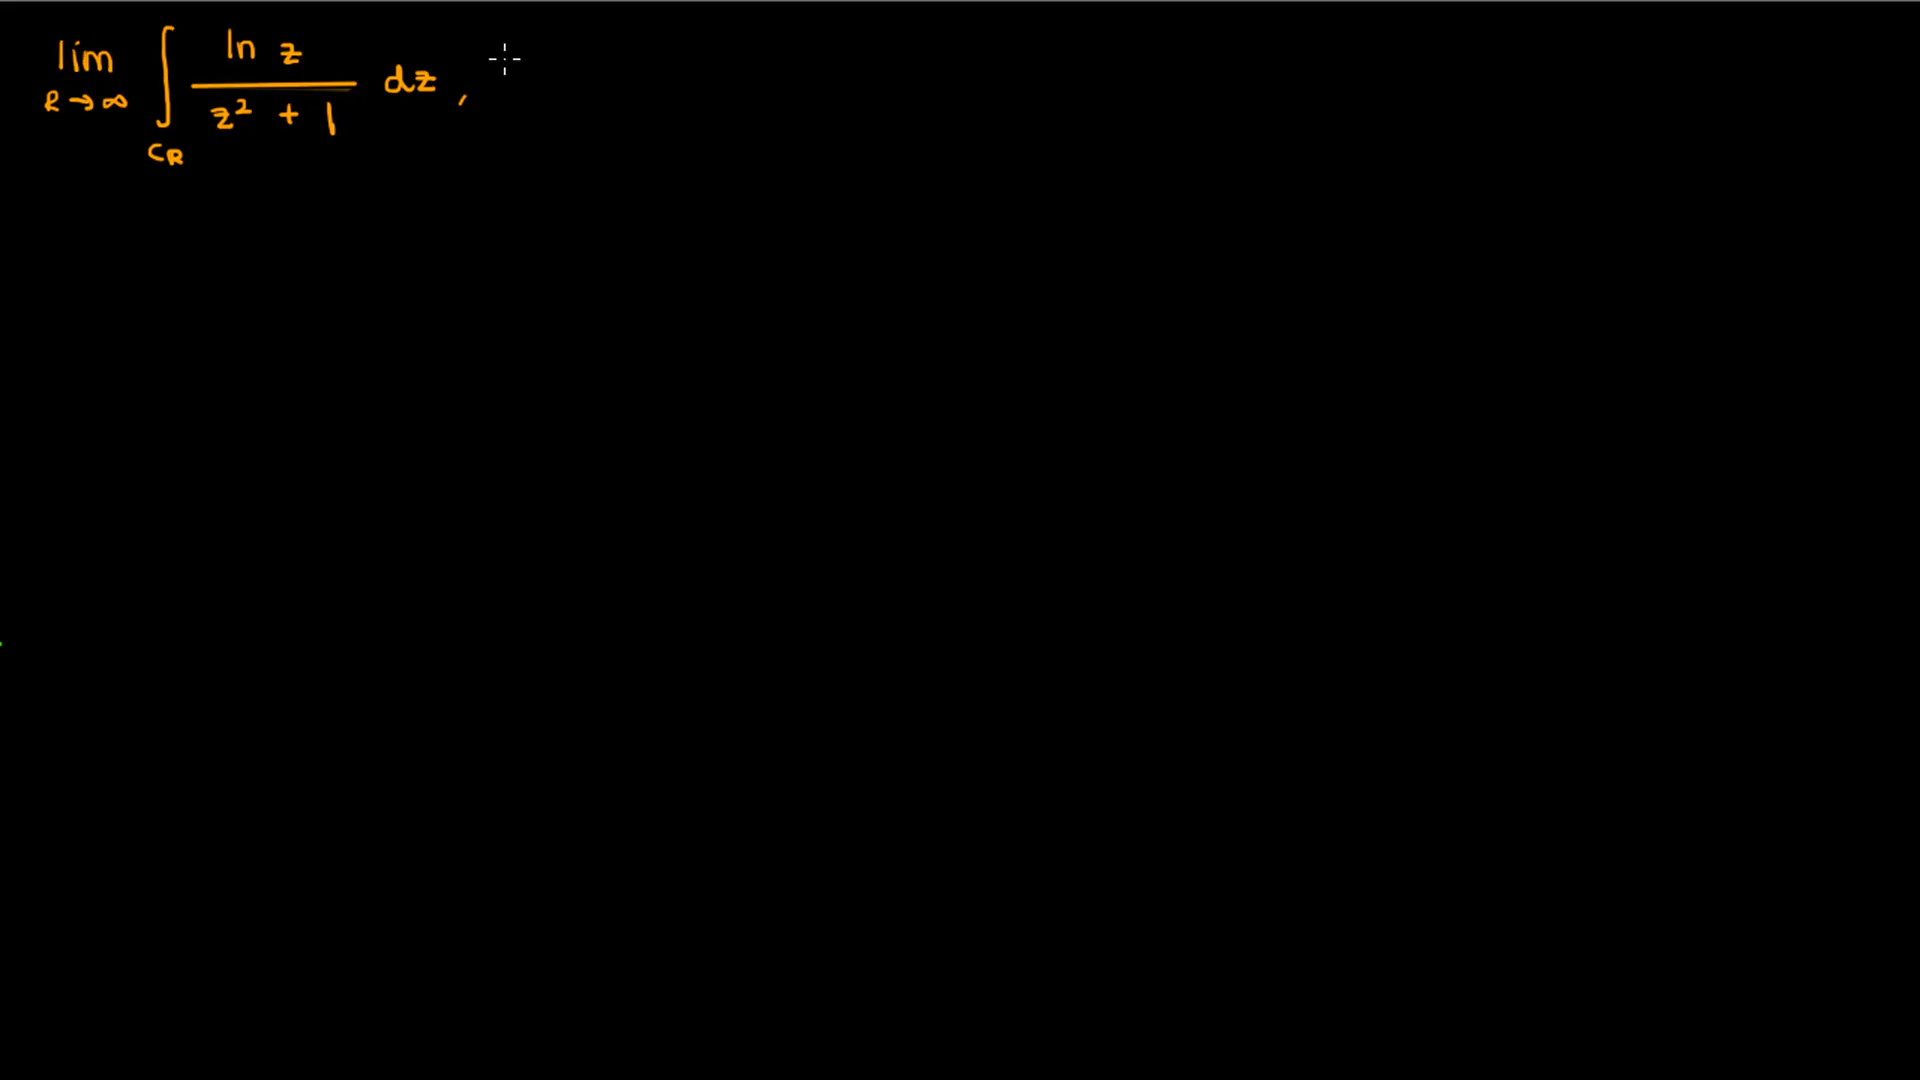 lim ∫ ln z / z² + 1 dz ,
R → ∞ C_R